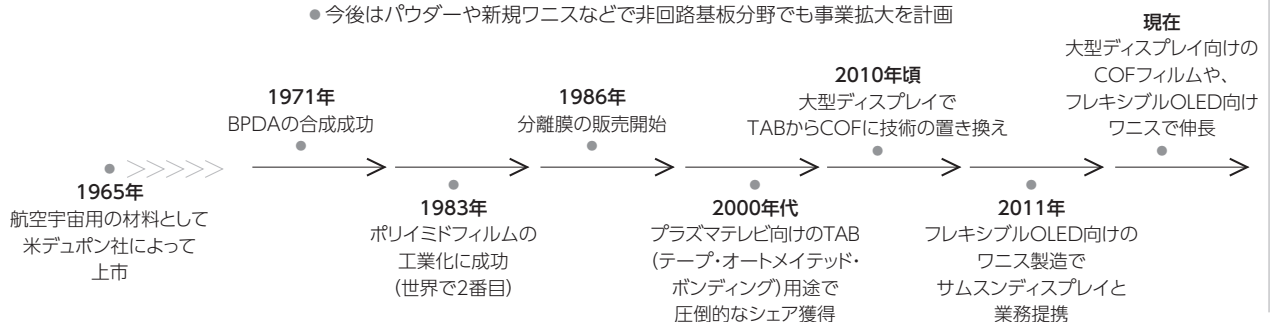 ●今後はパウダーや新規ワニスなどで非回路基板分野でも事業拡大を計画
1965年
航空宇宙用の材料として
米デュポン社によって
上市
1971年
BPDAの合成成功
1983年
ポリイミドフィルムの
工業化に成功
(世界で2番目)
1986年
分離膜の販売開始
2000年代
プラズマテレビ向けのTAB
(テープ・オートメイテッド・
ボンディング)用途で
圧倒的なシェア獲得
2010年頃
大型ディスプレイで
TABからCOFに技術の置き換え
2011年
フレキシブルOLED向けの
ワニス製造で
サムスンディスプレイと
業務提携
現在
大型ディスプレイ向けの
COFフィルムや、
フレキシブルOLED向け
ワニスで伸長